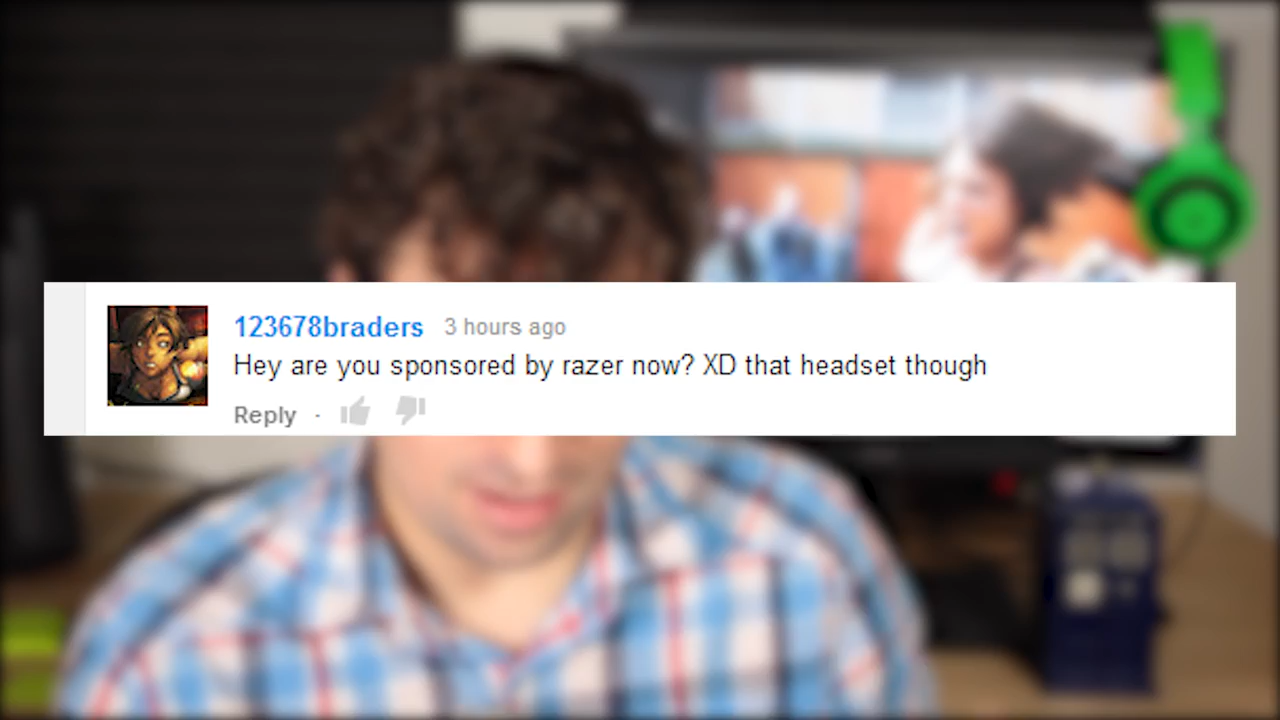 123678braders 3 hours ago
Hey are you sponsored by razer now? XD that headset though
Reply ·